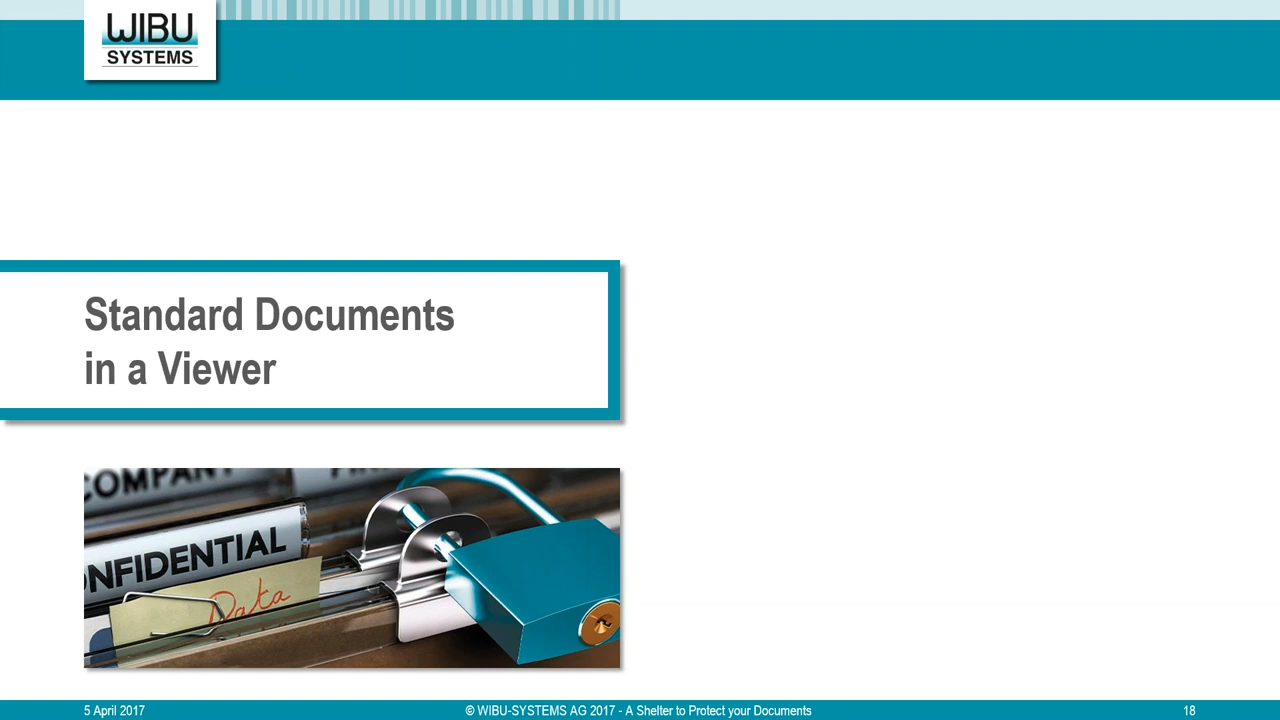 WIBU
SYSTEMS
Standard Documents
in a Viewer
COMPANY
ONFIDENTIAL
Data
5 April 2017
© WIBU-SYSTEMS AG 2017 - A Shelter to Protect your Documents
18